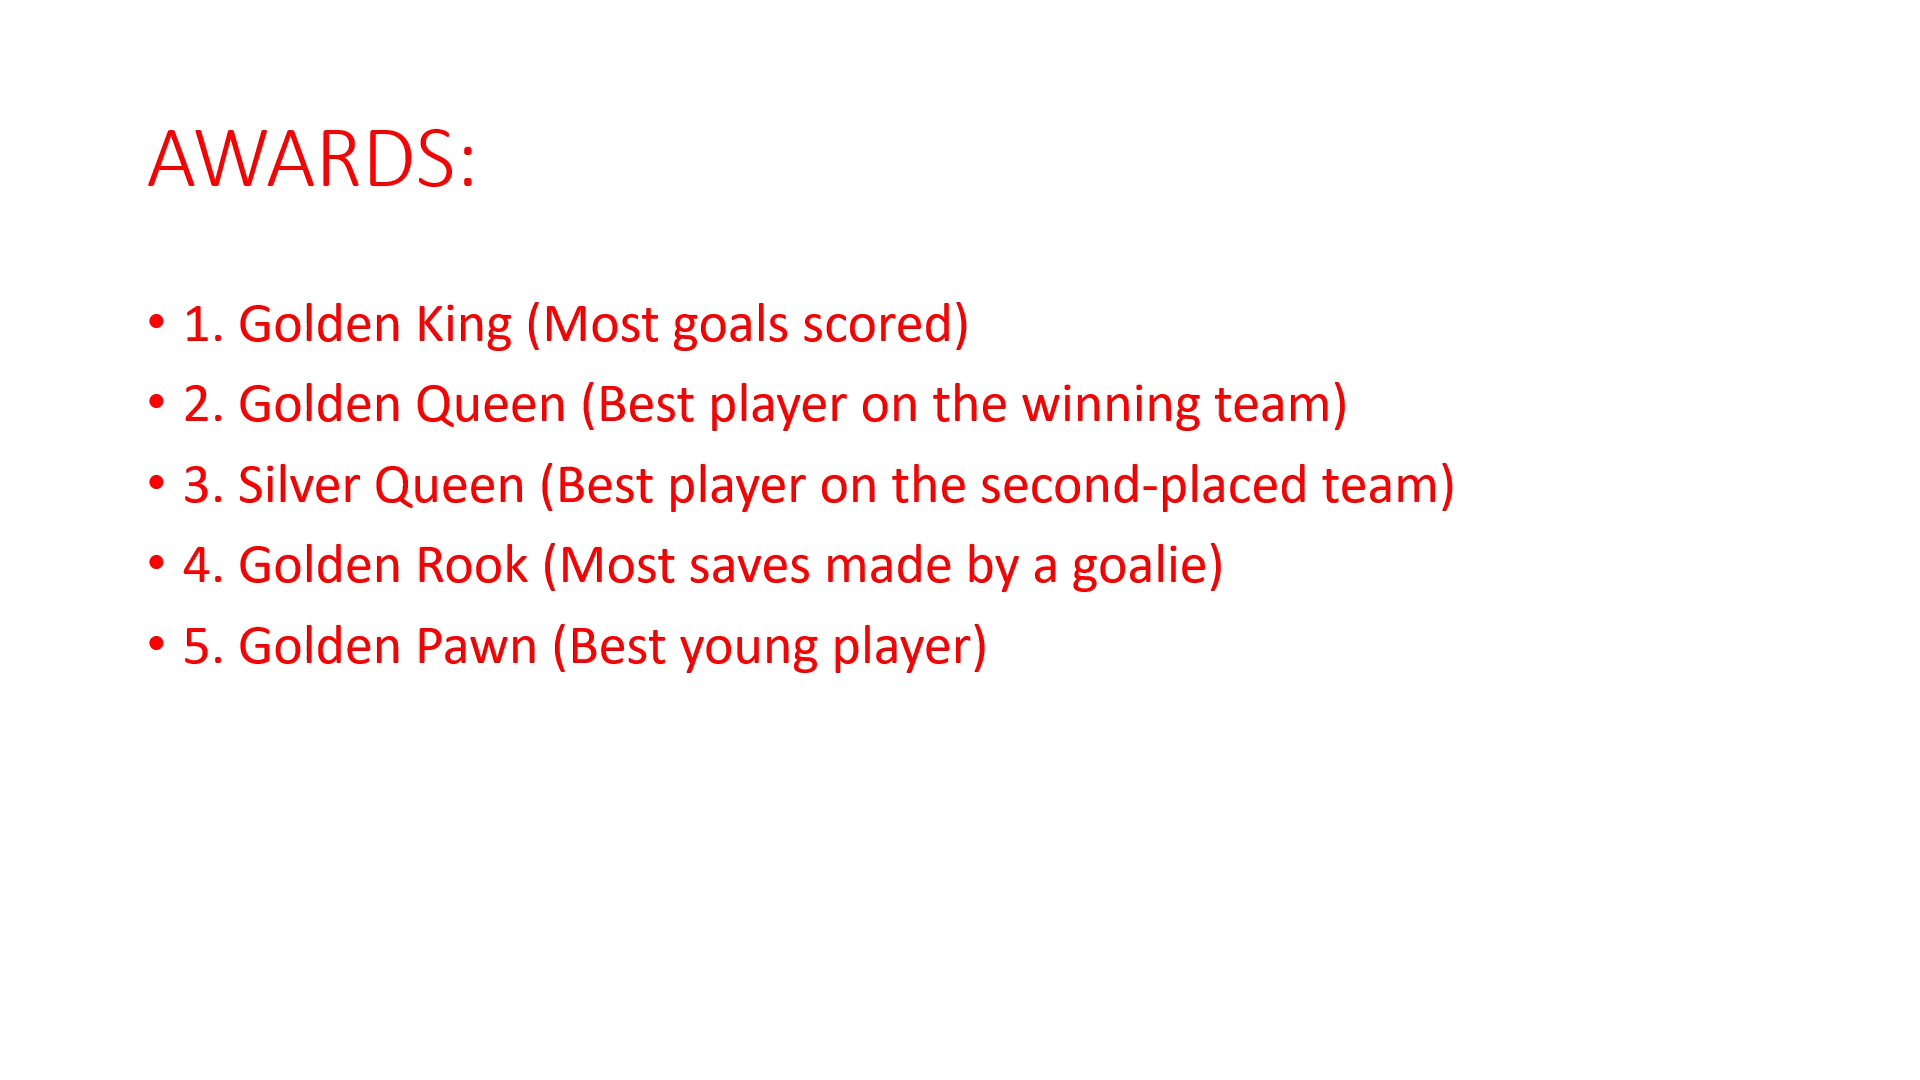 AWARDS:
• 1. Golden King (Most goals scored)
• 2. Golden Queen (Best player on the winning team)
• 3. Silver Queen (Best player on the second-placed team)
• 4. Golden Rook (Most saves made by a goalie)
• 5. Golden Pawn (Best young player)